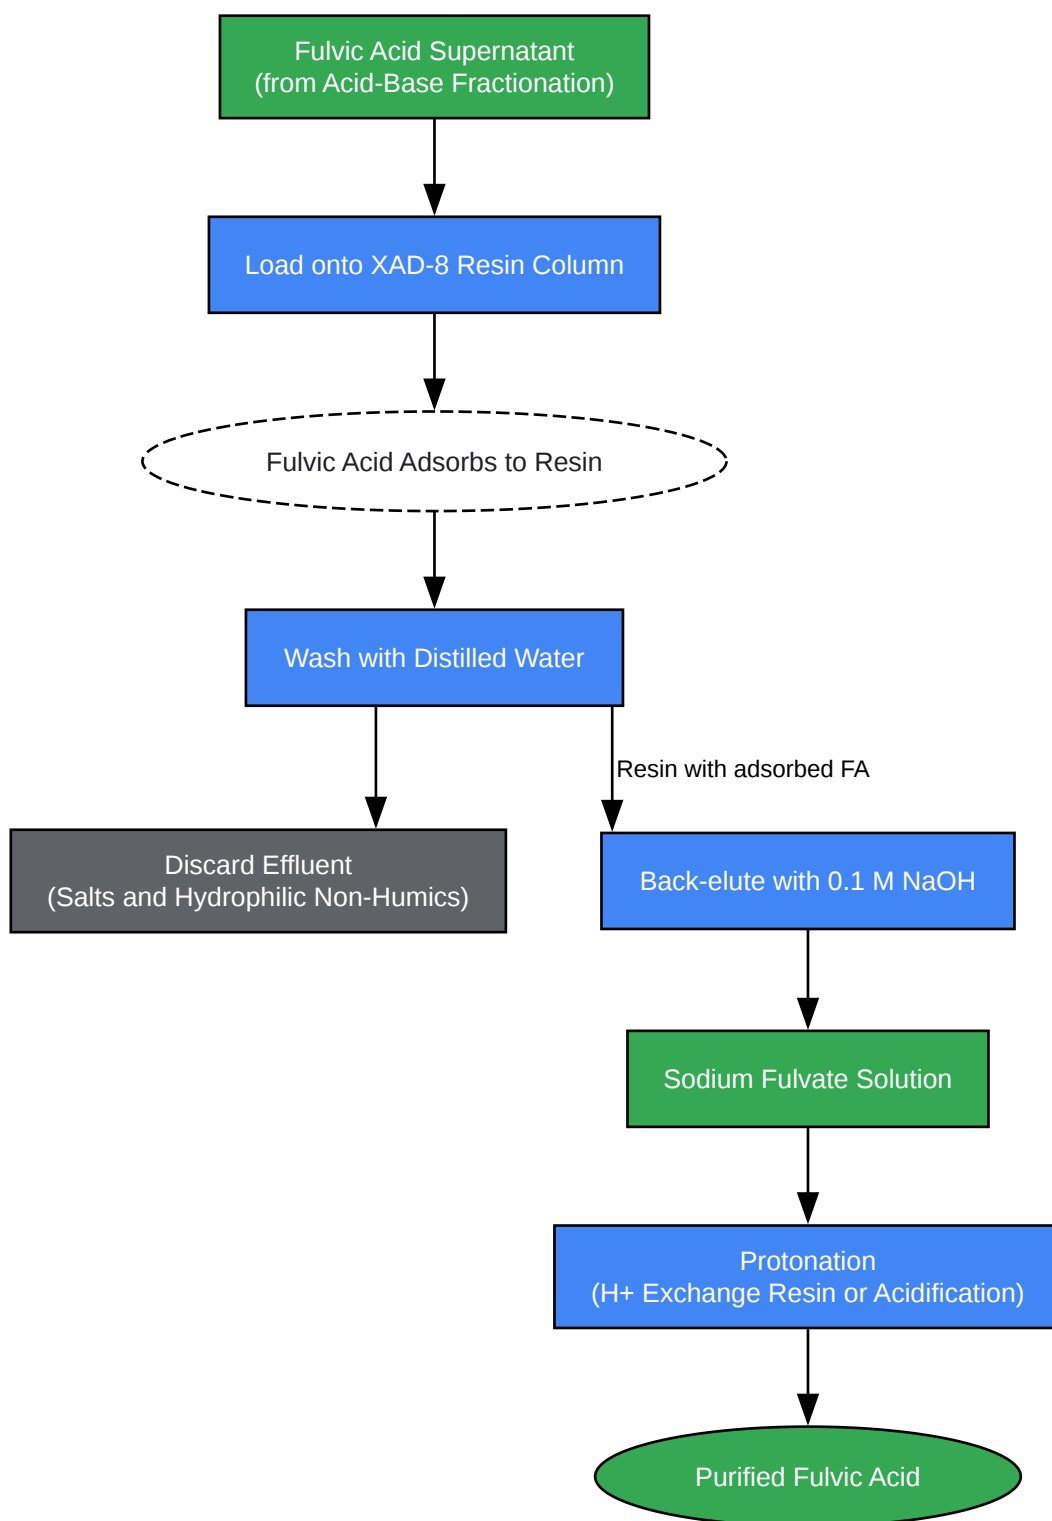 Fulvic Acid Supernatant
(from Acid-Base Fractionation)
Load onto XAD-8 Resin Column
Fulvic Acid Adsorbs to Resin
Wash with Distilled Water
Resin with adsorbed FA
Discard Effluent
(Salts and Hydrophilic Non-Humics)
Back-elute with 0.1 M NaOH
Sodium Fulvate Solution
Protonation
(H+ Exchange Resin or Acidification)
Purified Fulvic Acid